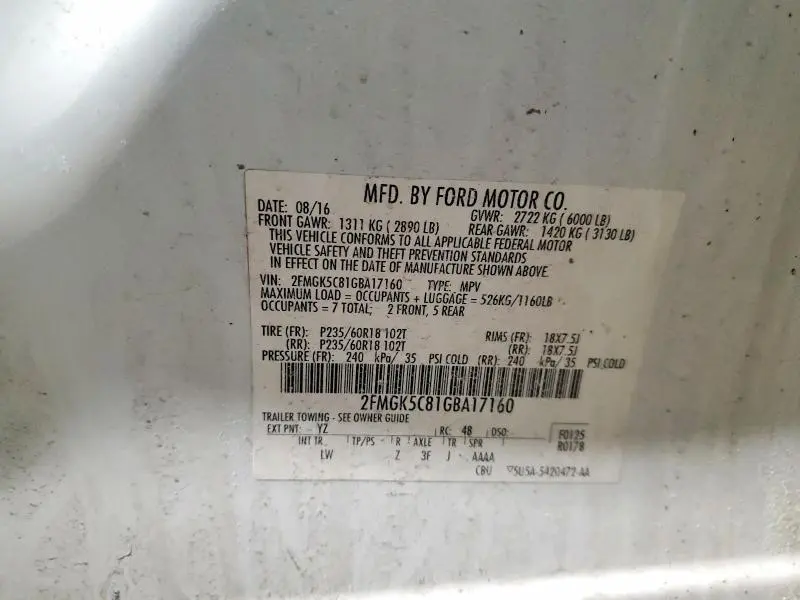 MFD. BY FORD MOTOR CO.
DATE: 08/16 GVWR: 2722 KG ( 6000 LB)
FRONT GAWR: 1311 KG ( 2890 LB) REAR GAWR: 1420 KG ( 3130 LB)
THIS VEHICLE CONFORMS TO ALL APPLICABLE FEDERAL MOTOR
VEHICLE SAFETY AND THEFT PREVENTION STANDARDS
IN EFFECT ON THE DATE OF MANUFACTURE SHOWN ABOVE.
VIN: 2FMGK5C81GBA17160 TYPE: MPV
MAXIMUM LOAD = OCCUPANTS + LUGGAGE = 526KG/1160LB
OCCUPANTS = 7 TOTAL; 2 FRONT, 5 REAR
TIRE (FR): P235/60R18 102T RIMS (FR): 18X7.5J
(RR): P235/60R18 102T (RR): 18X7.5J
PRESSURE (FR): 240 kPa/ 35 PSI COLD (RR): 240 kPa/ 35 PSI COLD
2FMGK5C81GBA17160
TRAILER TOWING - SEE OWNER GUIDE
EXT PNT: YZ RC: 48 DSO: F0125
INT TR TP/PS R AXLE TR SPR R0178
LW Z 3F J AAAA
CBU